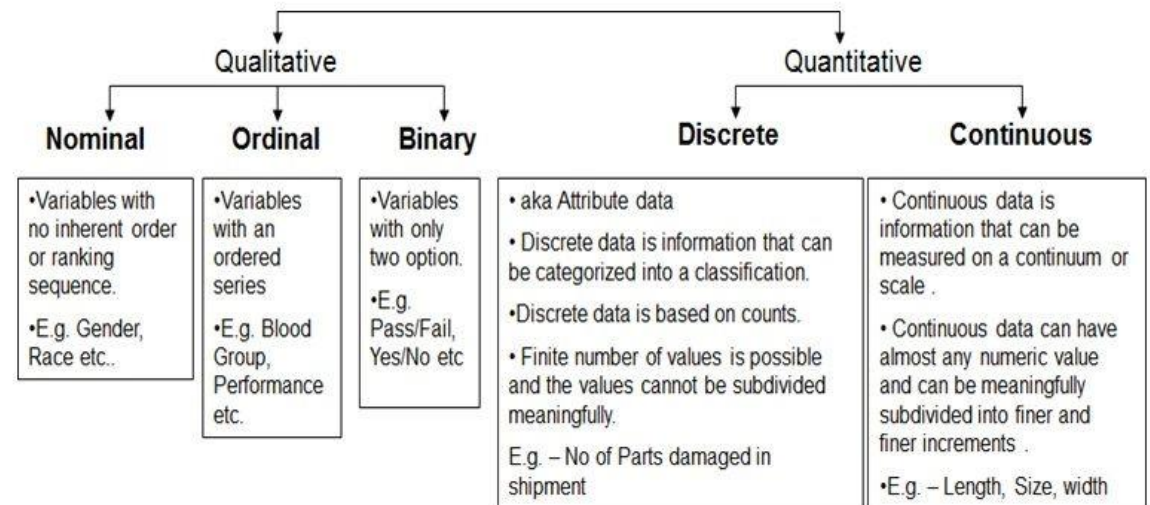 Qualitative
Quantitative
Nominal
Ordinal
Binary
Discrete
Continuous
•Variables with
no inherent order
or ranking
sequence.
•E.g. Gender,
Race etc..
•Variables
with an
ordered
series
•E.g. Blood
Group,
Performance
etc.
•Variables
with only
two option.
•E.g.
Pass/Fail,
Yes/No etc
• aka Attribute data
• Discrete data is information that can
be categorized into a classification.
•Discrete data is based on counts.
• Finite number of values is possible
and the values cannot be subdivided
meaningfully.
E.g. – No of Parts damaged in
shipment
• Continuous data is
information that can be
measured on a continuum or
scale .
• Continuous data can have
almost any numeric value
and can be meaningfully
subdivided into finer and
finer increments .
•E.g. – Length, Size, width